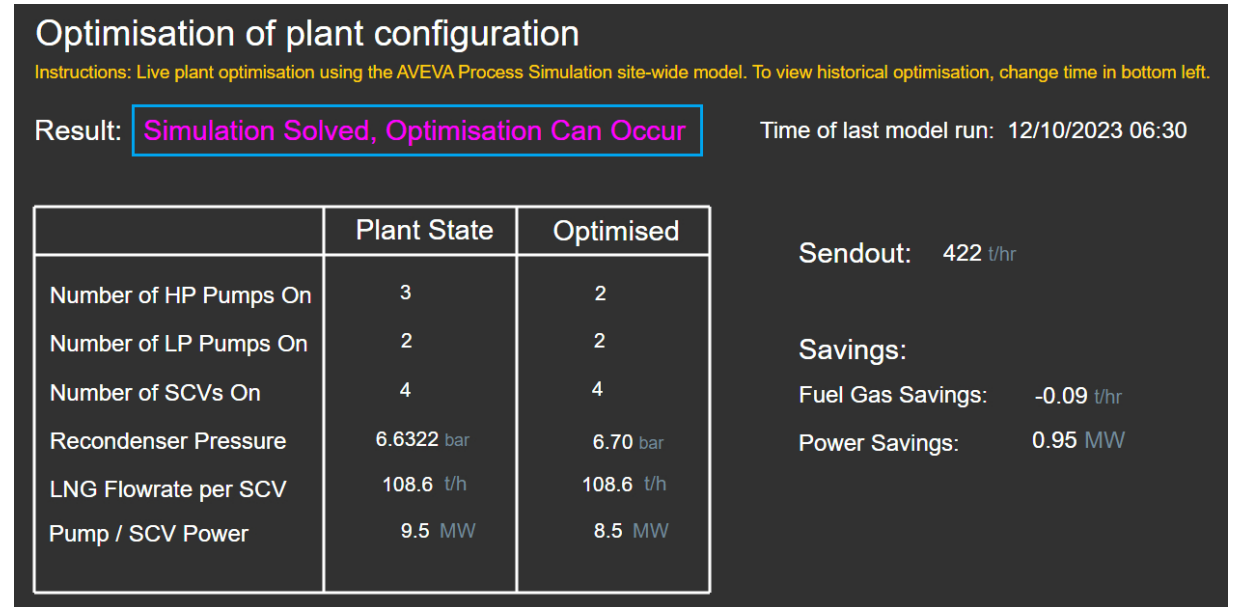 Optimisation of plant configuration
Instructions: Live plant optimisation using the AVEVA Process Simulation site-wide model. To view historical optimisation, change time in bottom left.
Result: Simulation Solved, Optimisation Can Occur
Time of last model run: 12/10/2023 06:30
Plant State Optimised
Number of HP Pumps On 3 2
Number of LP Pumps On 2 2
Number of SCVs On 4 4
Recondenser Pressure 6.6322 bar 6.70 bar
LNG Flowrate per SCV 108.6 t/h 108.6 t/h
Pump / SCV Power 9.5 MW 8.5 MW
Sendout: 422 t/hr
Savings:
Fuel Gas Savings: -0.09 t/hr
Power Savings: 0.95 MW